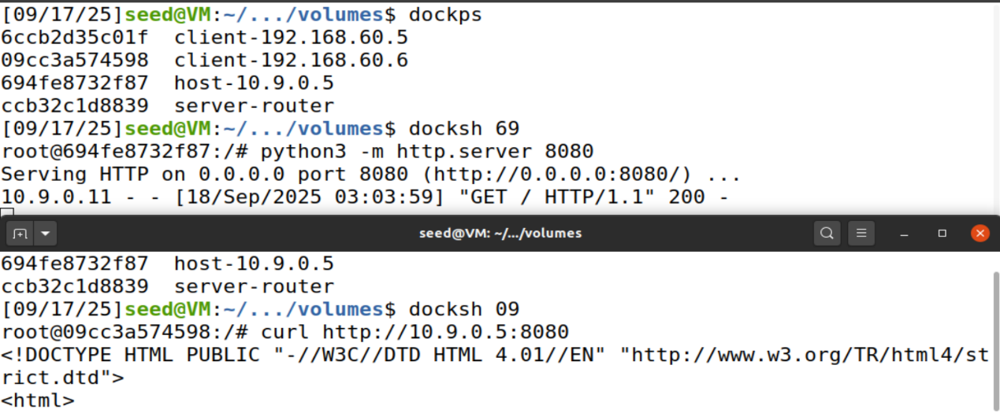 [09/17/25]seed@VM:~/.../volumes$ dockps
6ccb2d35c01f  client-192.168.60.5
09cc3a574598  client-192.168.60.6
694fe8732f87  host-10.9.0.5
ccb32c1d8839  server-router
[09/17/25]seed@VM:~/.../volumes$ docksh 69
root@694fe8732f87:/# python3 -m http.server 8080
Serving HTTP on 0.0.0.0 port 8080 (http://0.0.0.0:8080/) ...
10.9.0.11 - - [18/Sep/2025 03:03:59] "GET / HTTP/1.1" 200 -
seed@VM: ~/.../volumes
694fe8732f87  host-10.9.0.5
ccb32c1d8839  server-router
[09/17/25]seed@VM:~/.../volumes$ docksh 09
root@09cc3a574598:/# curl http://10.9.0.5:8080
<!DOCTYPE HTML PUBLIC "-//W3C//DTD HTML 4.01//EN" "http://www.w3.org/TR/html4/st
rict.dtd">
<html>